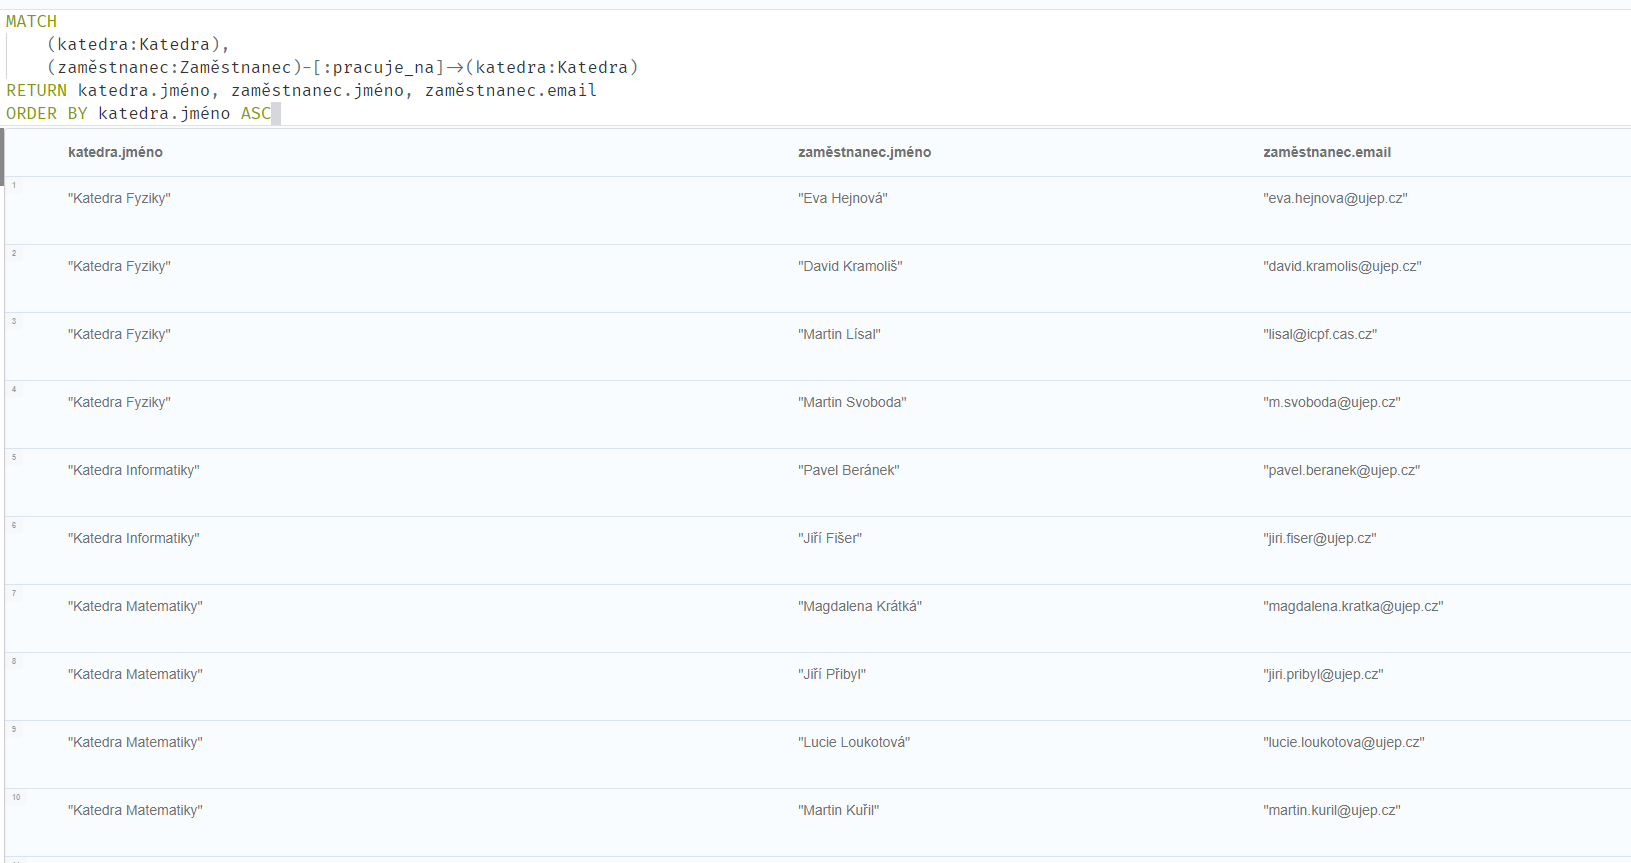 MATCH
(katedra:Katedra),
(zaměstnanec:Zaměstnanec)-[:pracuje_na]->(katedra:Katedra)
RETURN katedra.jméno, zaměstnanec.jméno, zaměstnanec.email
ORDER BY katedra.jméno ASC
katedra.jméno zaměstnanec.jméno zaměstnanec.email
1 "Katedra Fyziky" "Eva Hejnová" "eva.hejnova@ujep.cz"
2 "Katedra Fyziky" "David Kramoliš" "david.kramolis@ujep.cz"
3 "Katedra Fyziky" "Martin Lísal" "lisal@icpf.cas.cz"
4 "Katedra Fyziky" "Martin Svoboda" "m.svoboda@ujep.cz"
5 "Katedra Informatiky" "Pavel Beránek" "pavel.beranek@ujep.cz"
6 "Katedra Informatiky" "Jiří Fišer" "jiri.fiser@ujep.cz"
7 "Katedra Matematiky" "Magdalena Krátká" "magdalena.kratka@ujep.cz"
8 "Katedra Matematiky" "Jiří Přibyl" "jiri.pribyl@ujep.cz"
9 "Katedra Matematiky" "Lucie Loukotová" "lucie.loukotova@ujep.cz"
10 "Katedra Matematiky" "Martin Kuřil" "martin.kuril@ujep.cz"